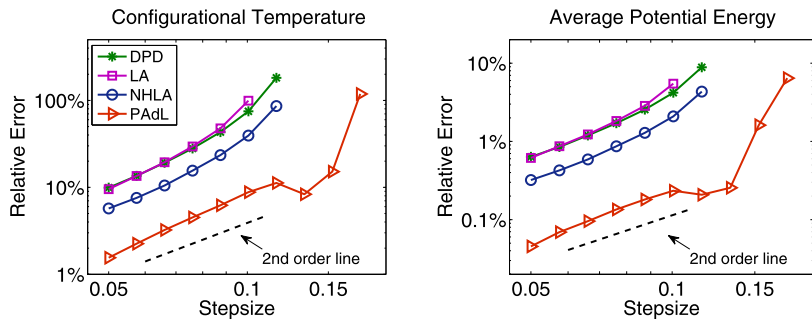 Configurational Temperature
DPD
LA
NHLA
PAdL
100%
10%
1%
Relative Error
2nd order line
0.05
0.1
0.15
Stepsize
Average Potential Energy
10%
1%
0.1%
Relative Error
2nd order line
0.05
0.1
0.15
Stepsize